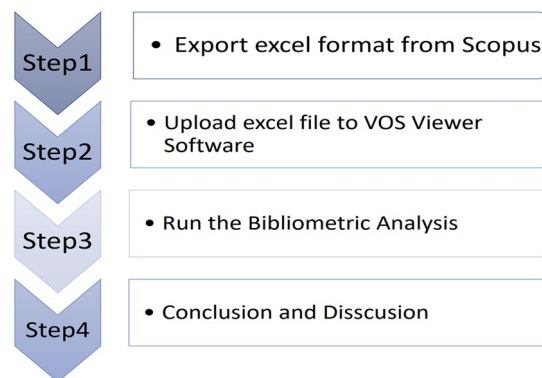 Step1
• Export excel format from Scopus
Step2
• Upload excel file to VOS Viewer
Software
Step3
• Run the Bibliometric Analysis
Step4
• Conclusion and Disscusion